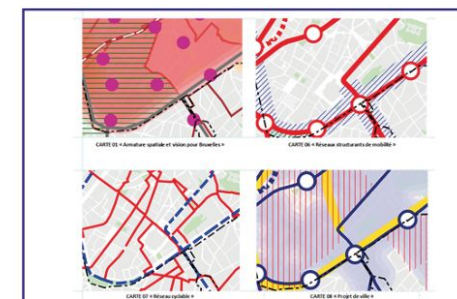 CARTE 01 « Armature spatiale et vision pour Bruxelles »
CARTE 06 « Réseaux structurants de mobilité »
CARTE 07 « Réseau cyclable »
CARTE 08 « Projet de ville »